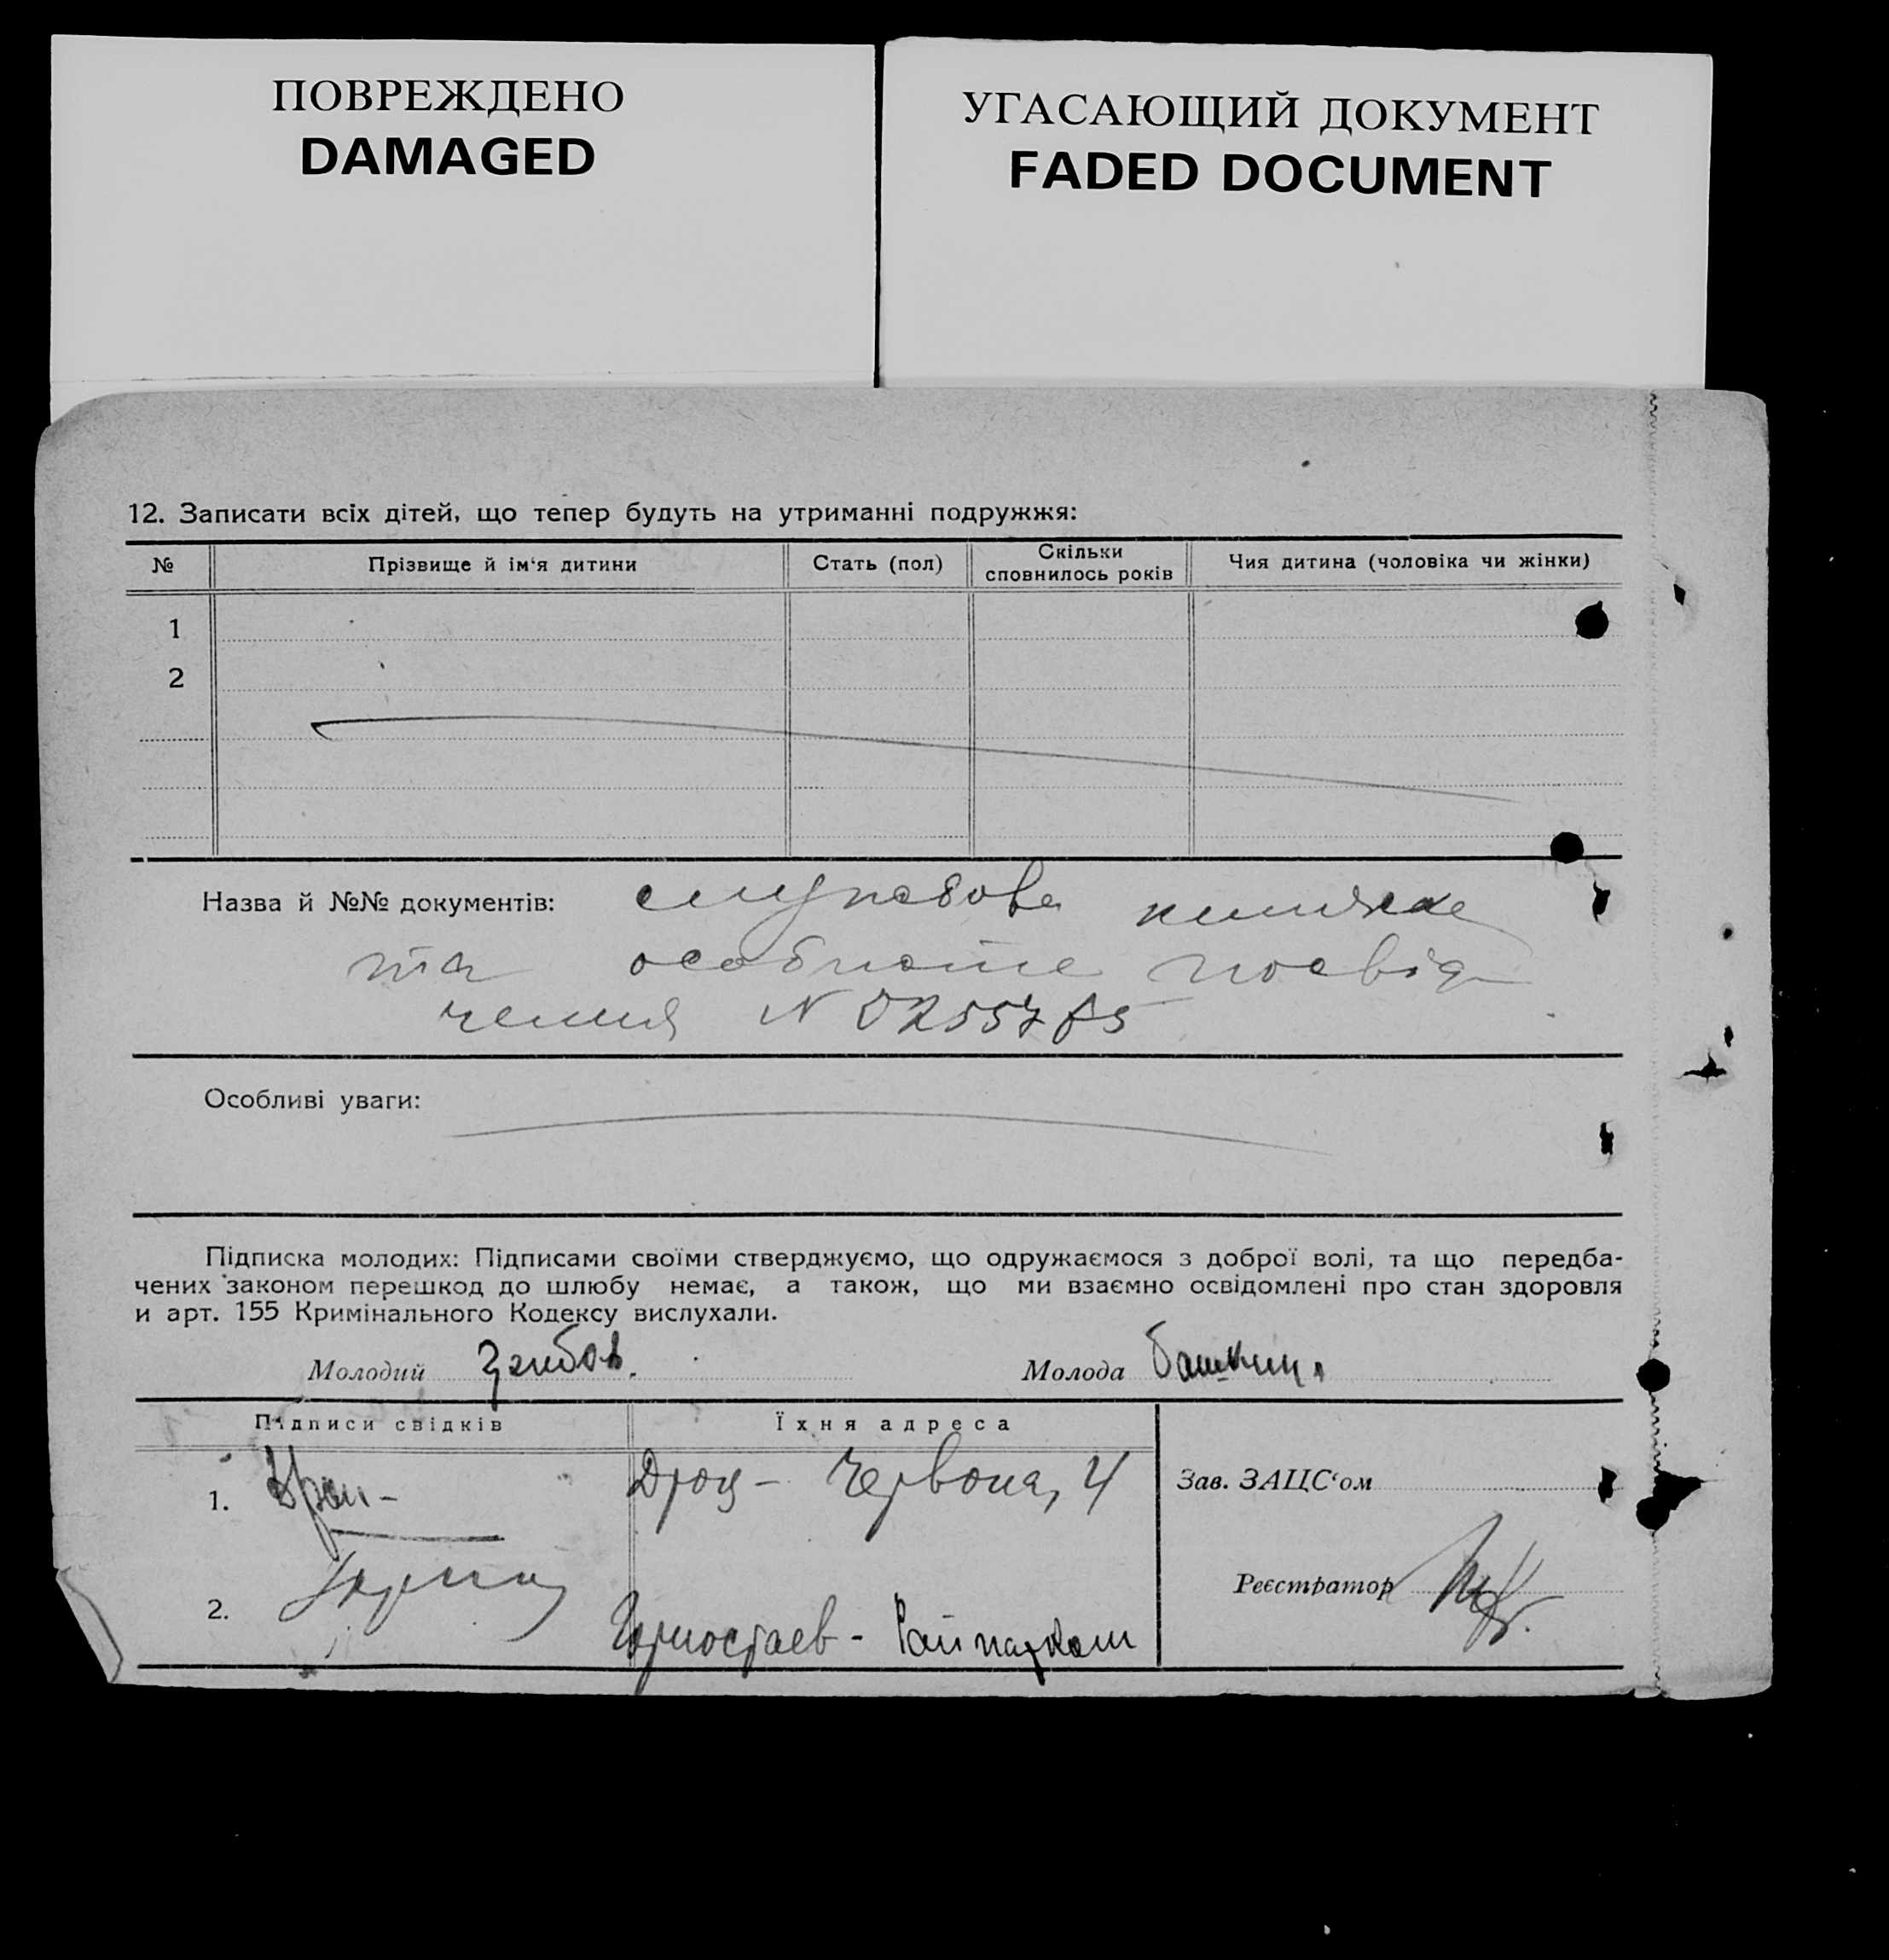 ПОВРЕЖДЕНО
DAMAGED
УГАСАЮЩИЙ ДОКУМЕНТ
FADED DOCUMENT
12. Записати всіх дітей, що тепер будуть на утриманні подружжя:
№ Прізвище й ім‘я дитини Стать (пол) Скільки сповнилось років Чия дитина (чоловіка чи жінки)
1
2
Назва й №№ документів: службова книжка
та особисте посвід
чення N
Особливі уваги:
Підписка молодих: Підписами своїми стверджуємо, що одружаємося з доброї волі, та що передба-
чених законом перешкод до шлюбу немає, а також, що ми взаємно освідомлені про стан здоровля
и арт. 155 Кримінального Кодексу вислухали.
Молодий Молода
Підписи свідків Їхня адреса
1. Червона, 4 Зав. ЗАЦС‘ом
Реєстратор
2. Горностаев -